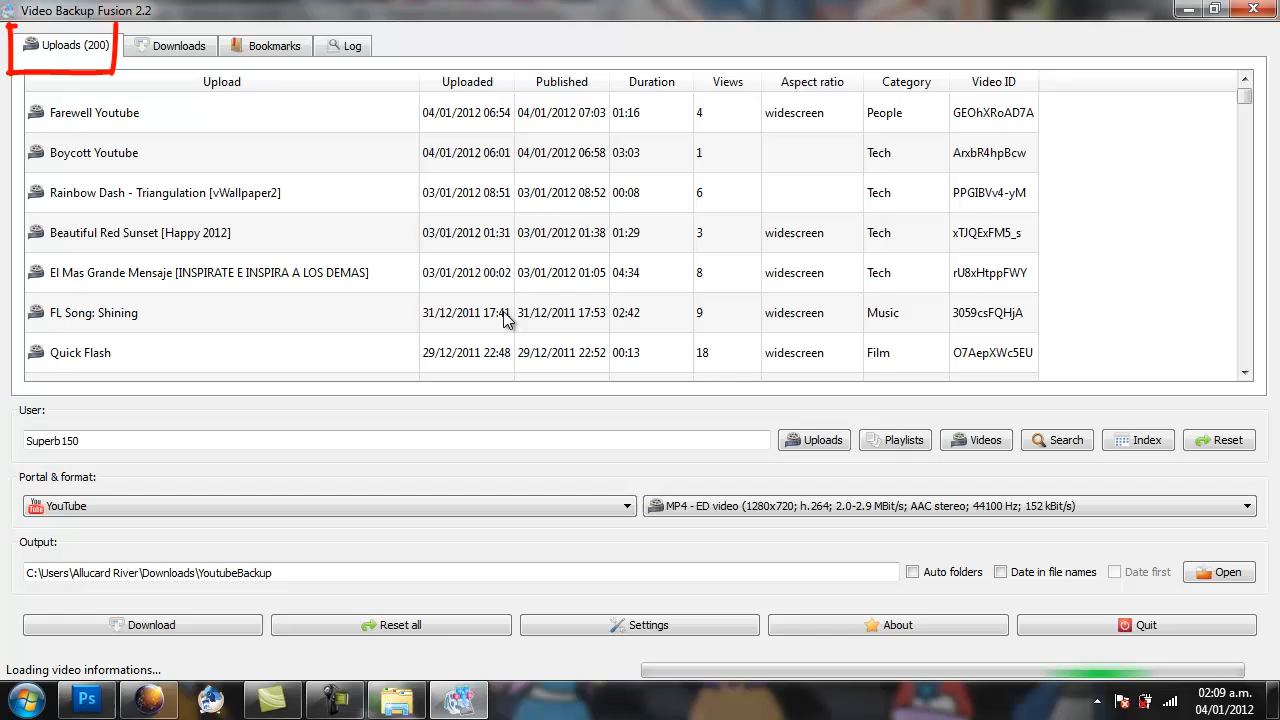 Video Backup Fusion 2.2
Uploads (200) Downloads Bookmarks Log
Upload Uploaded Published Duration Views Aspect ratio Category Video ID
Farewell Youtube 04/01/2012 06:54 04/01/2012 07:03 01:16 4 widescreen People GEOhXRoAD7A
Boycott Youtube 04/01/2012 06:01 04/01/2012 06:58 03:03 1 Tech ArxbR4hpBcw
Rainbow Dash - Triangulation [vWallpaper2] 03/01/2012 08:51 03/01/2012 08:52 00:08 6 Tech PPGIBVv4-yM
Beautiful Red Sunset [Happy 2012] 03/01/2012 01:31 03/01/2012 01:38 01:29 3 widescreen Tech xTJQExFM5_s
El Mas Grande Mensaje [INSPIRATE E INSPIRA A LOS DEMAS] 03/01/2012 00:02 03/01/2012 01:05 04:34 8 widescreen Tech rU8xHtppFWY
FL Song: Shining 31/12/2011 17:41 31/12/2011 17:53 02:42 9 widescreen Music 3059csFQHjA
Quick Flash 29/12/2011 22:48 29/12/2011 22:52 00:13 18 widescreen Film O7AepXWc5EU
User:
Superb150 Uploads Playlists Videos Search Index Reset
Portal & format:
YouTube MP4 - ED video (1280x720; h.264; 2.0-2.9 MBit/s; AAC stereo; 44100 Hz; 152 kBit/s)
Output:
C:\Users\Allucard River\Downloads\YoutubeBackup Auto folders Date in file names Date first Open
Download Reset all Settings About Quit
Loading video informations...
Ps
02:09 a.m.
04/01/2012